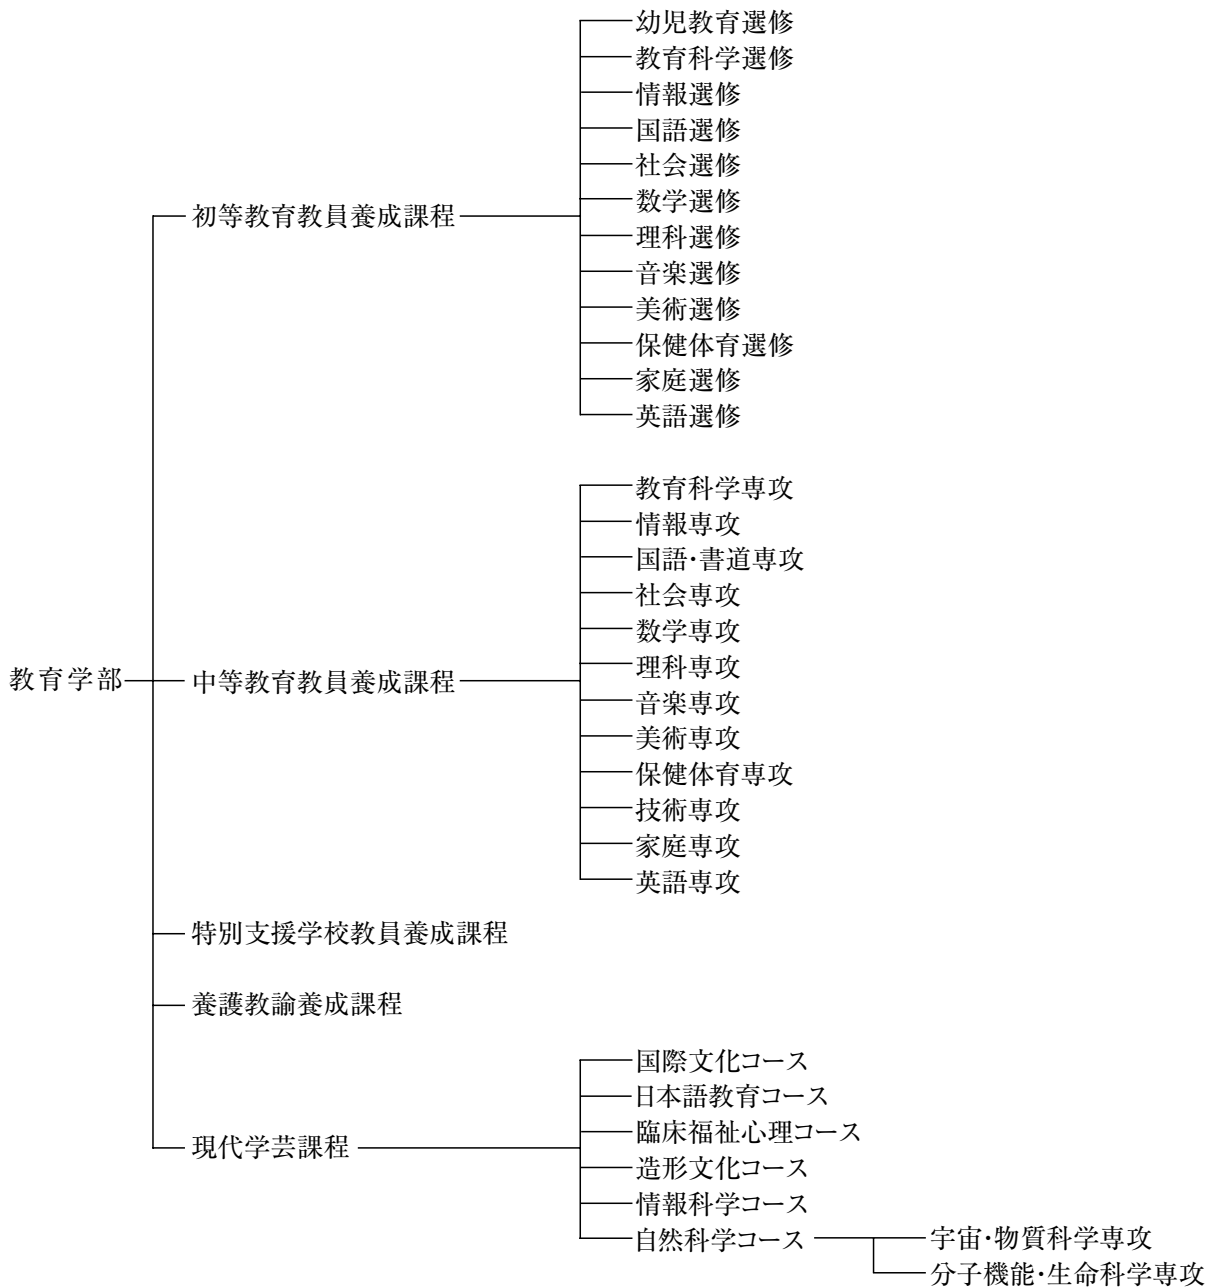 教育学部
初等教育教員養成課程
幼児教育選修
教育科学選修
情報選修
国語選修
社会選修
数学選修
理科選修
音楽選修
美術選修
保健体育選修
家庭選修
英語選修
中等教育教員養成課程
教育科学専攻
情報専攻
国語・書道専攻
社会専攻
数学専攻
理科専攻
音楽専攻
美術専攻
保健体育専攻
技術専攻
家庭専攻
英語専攻
特別支援学校教員養成課程
養護教諭養成課程
現代学芸課程
国際文化コース
日本語教育コース
臨床福祉心理コース
造形文化コース
情報科学コース
自然科学コース
宇宙・物質科学専攻
分子機能・生命科学専攻